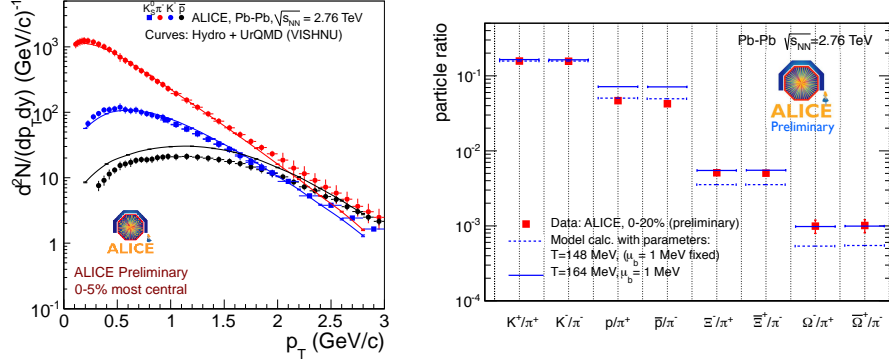 K⁰s π⁻ K⁻ p̅
ALICE, Pb-Pb, √sNN = 2.76 TeV
Curves: Hydro + UrQMD (VISHNU)
d²N/(dpTdy) (GeV/c)⁻¹
10³
10²
10
1
10⁻¹
ALICE
ALICE Preliminary
0-5% most central
0 0.5 1 1.5 2 2.5 3
pT (GeV/c)
Pb-Pb √sNN=2.76 TeV
particle ratio
10⁻¹
10⁻²
10⁻³
10⁻⁴
ALICE
Preliminary
Data: ALICE, 0-20% (preliminary)
Model calc. with parameters:
T=148 MeV, (μb = 1 MeV fixed)
T=164 MeV, μb = 1 MeV
K⁺/π⁺ K⁻/π⁻ p/π⁺ p̅/π⁻ Ξ⁻/π⁺ Ξ̅⁺/π⁻ Ω⁻/π⁺ Ω̅⁺/π⁻